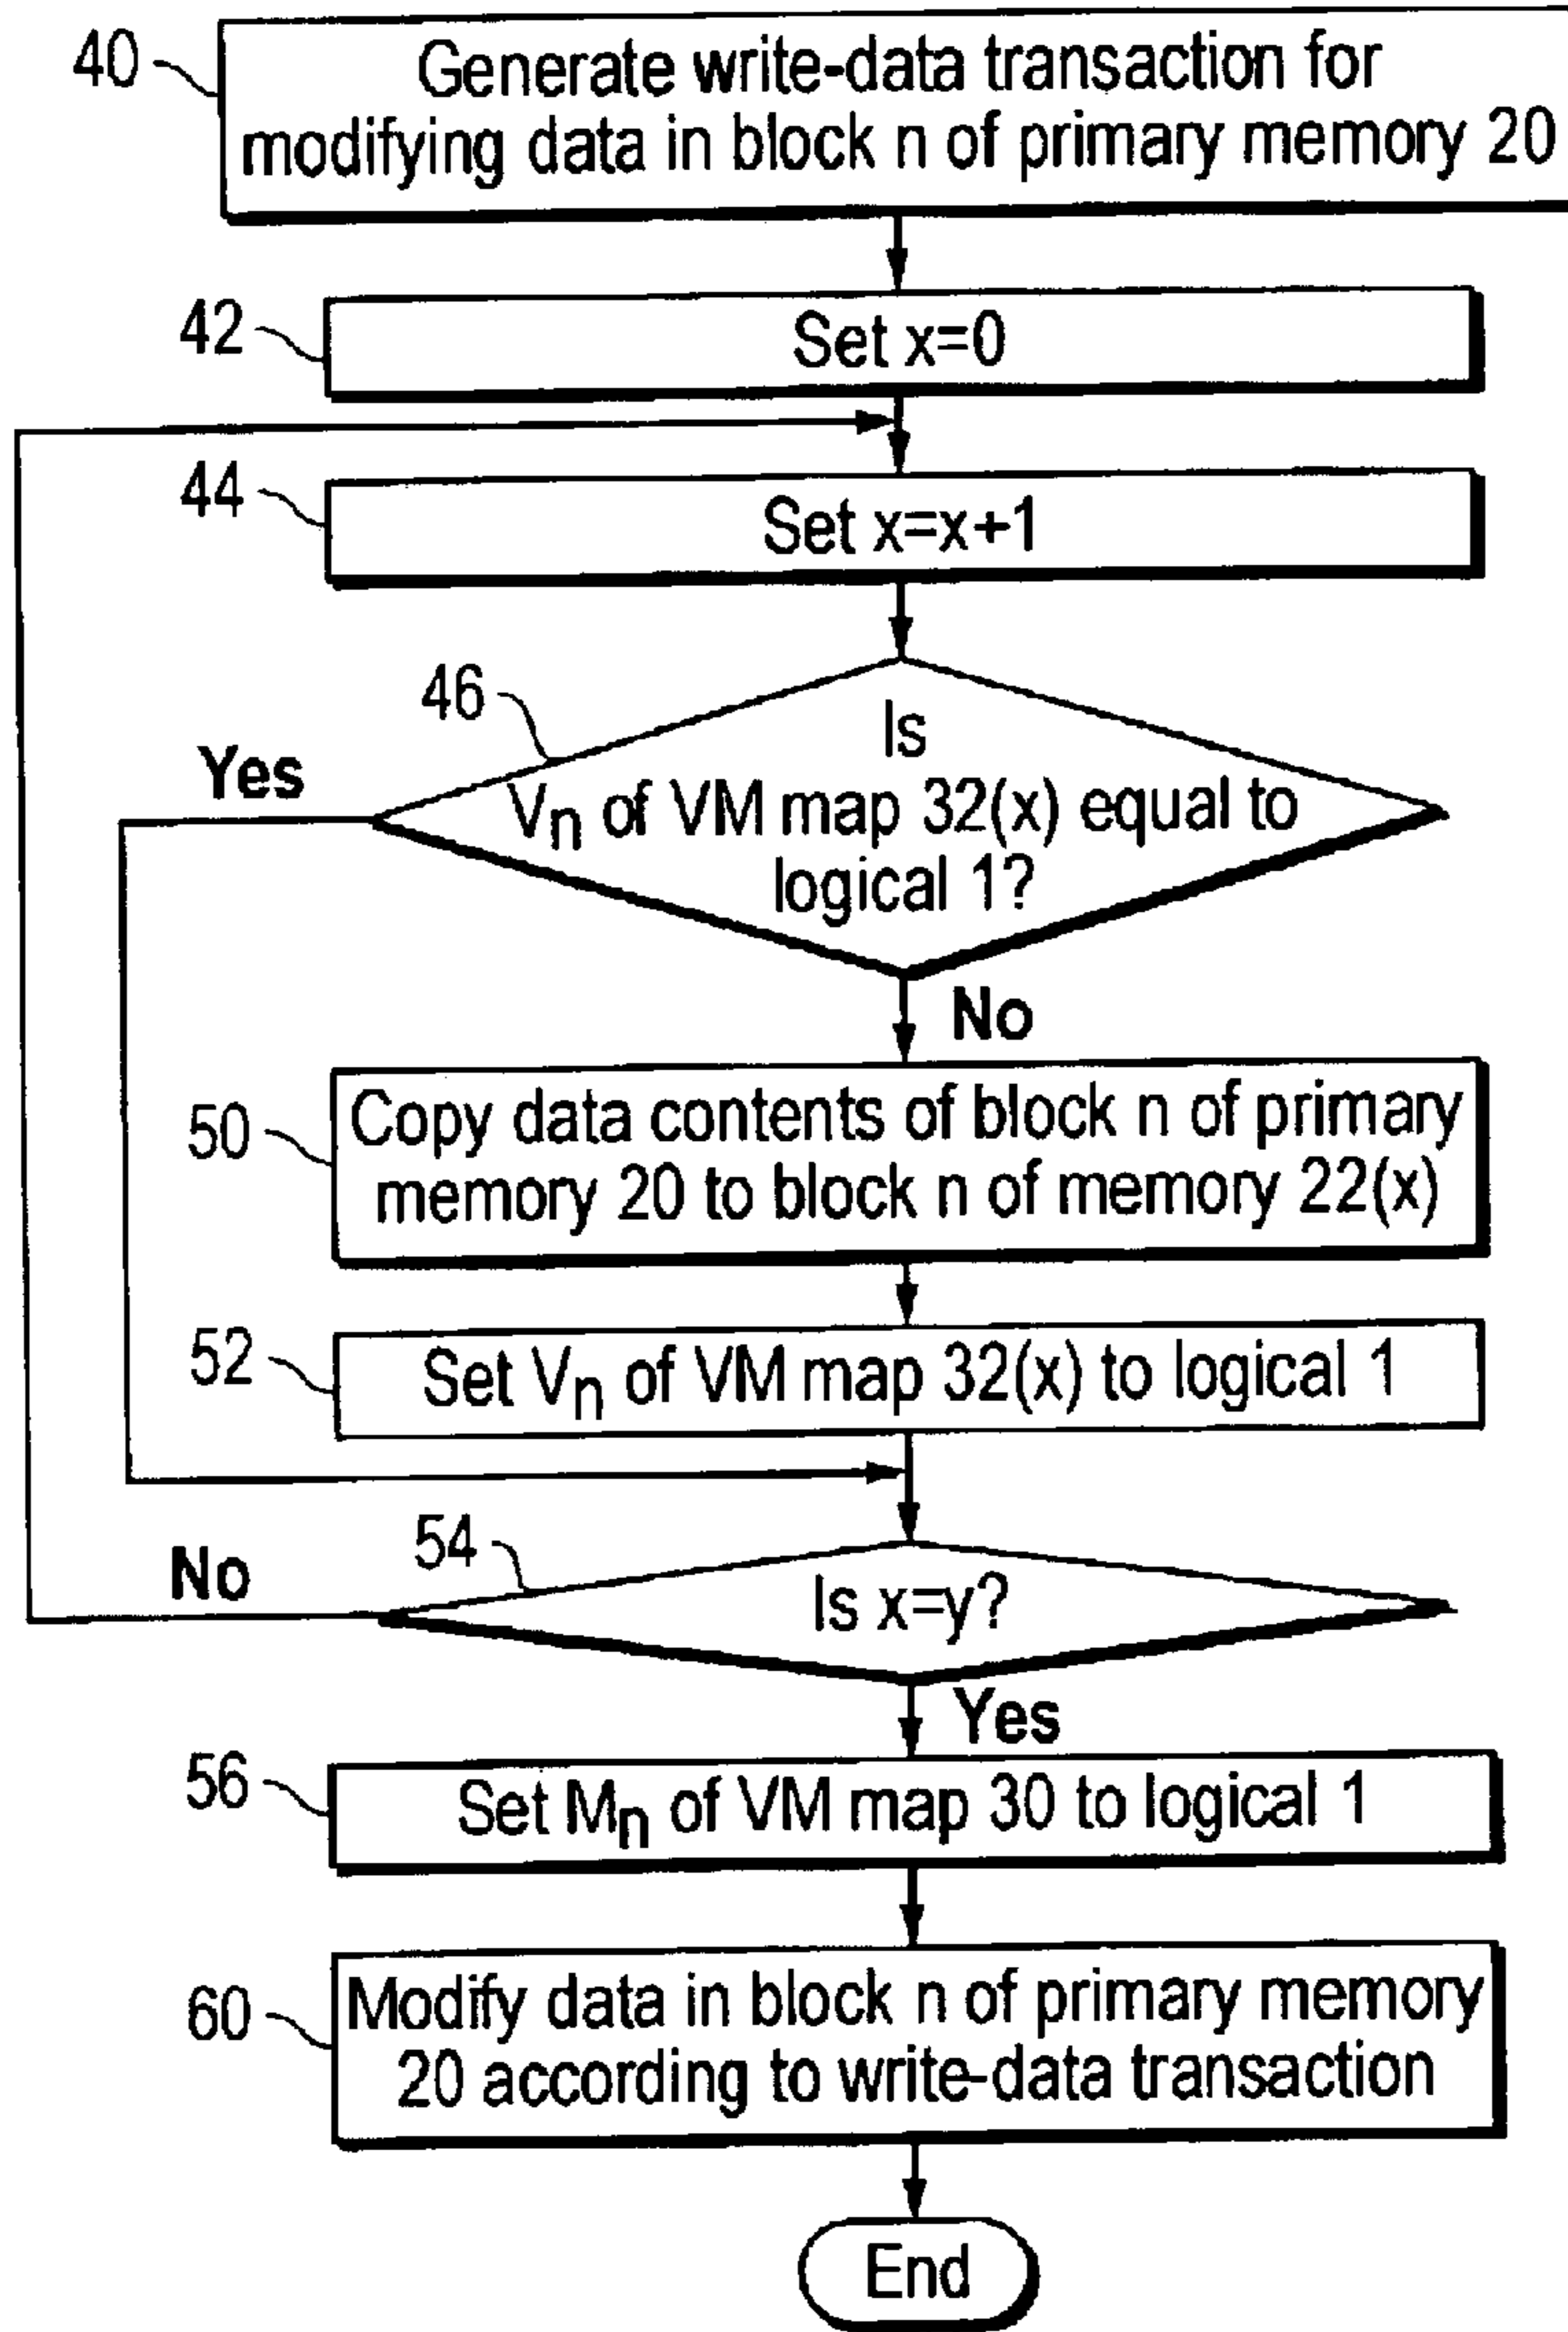 40
Generate write-data transaction for
modifying data in block n of primary memory 20
42
Set x=0
44
Set x=x+1
46
Is
Vn of VM map 32(x) equal to
logical 1?
Yes
No
50
Copy data contents of block n of primary
memory 20 to block n of memory 22(x)
52
Set Vn of VM map 32(x) to logical 1
54
Is x=y?
No
Yes
56
Set Mn of VM map 30 to logical 1
60
Modify data in block n of primary memory
20 according to write-data transaction
End